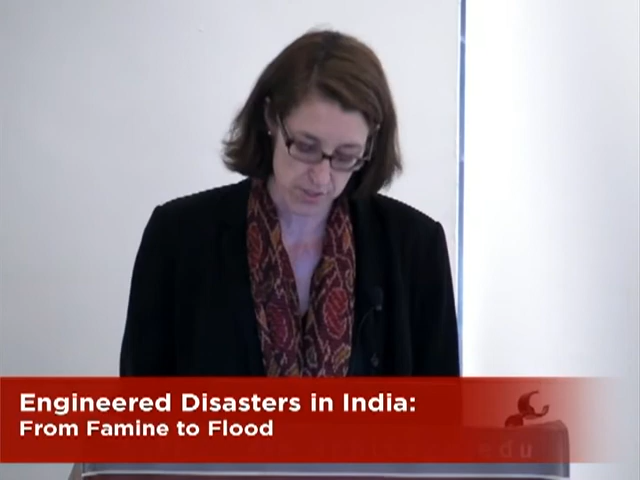 Engineered Disasters in India:
From Famine to Flood